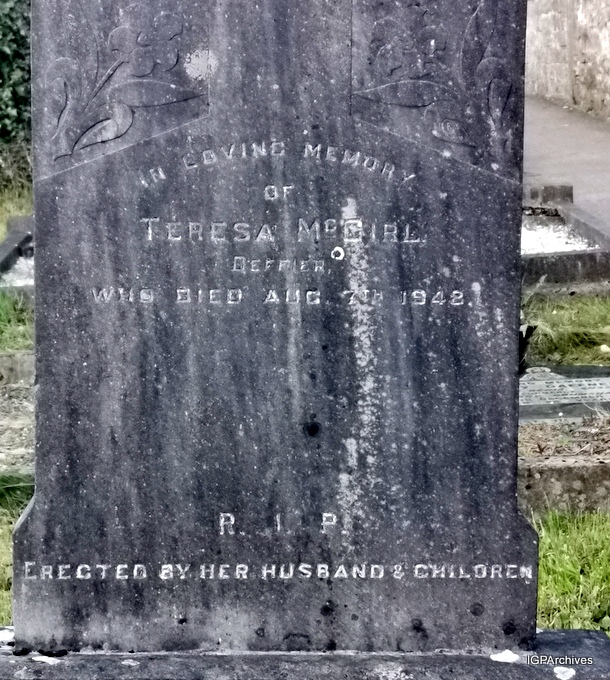 IN LOVING MEMORY
OF
TERESA McGIRL.
DEFFIER,
WHO DIED AUG. 7TH 1948.
R. I. P.
ERECTED BY HER HUSBAND & CHILDREN
IGPArchives